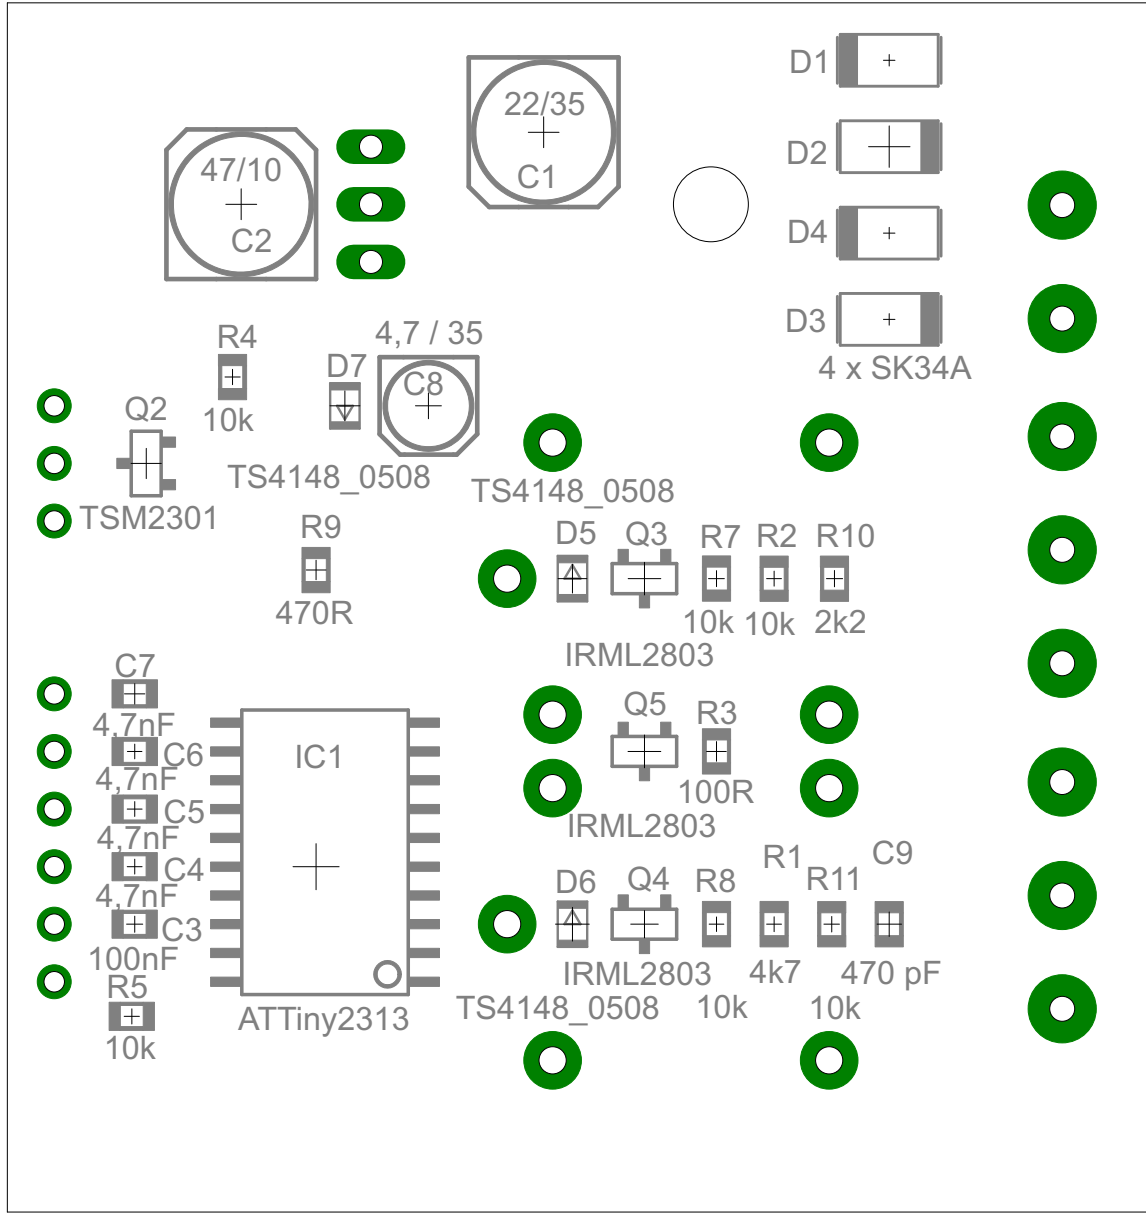 D1
22/35
C1
D2
47/10
C2
D4
D3
4 x SK34A
4,7 / 35
R4
D7
C8
10k
Q2
TS4148_0508
TS4148_0508
TSM2301
R9
470R
D5
Q3
R7
R2
R10
10k
10k
2k2
IRML2803
C7
4,7nF
C6
4,7nF
C5
4,7nF
C4
4,7nF
C3
100nF
R5
10k
IC1
ATTiny2313
Q5
R3
100R
IRML2803
R1
C9
D6
Q4
R8
R11
IRML2803
4k7
470 pF
TS4148_0508
10k
10k